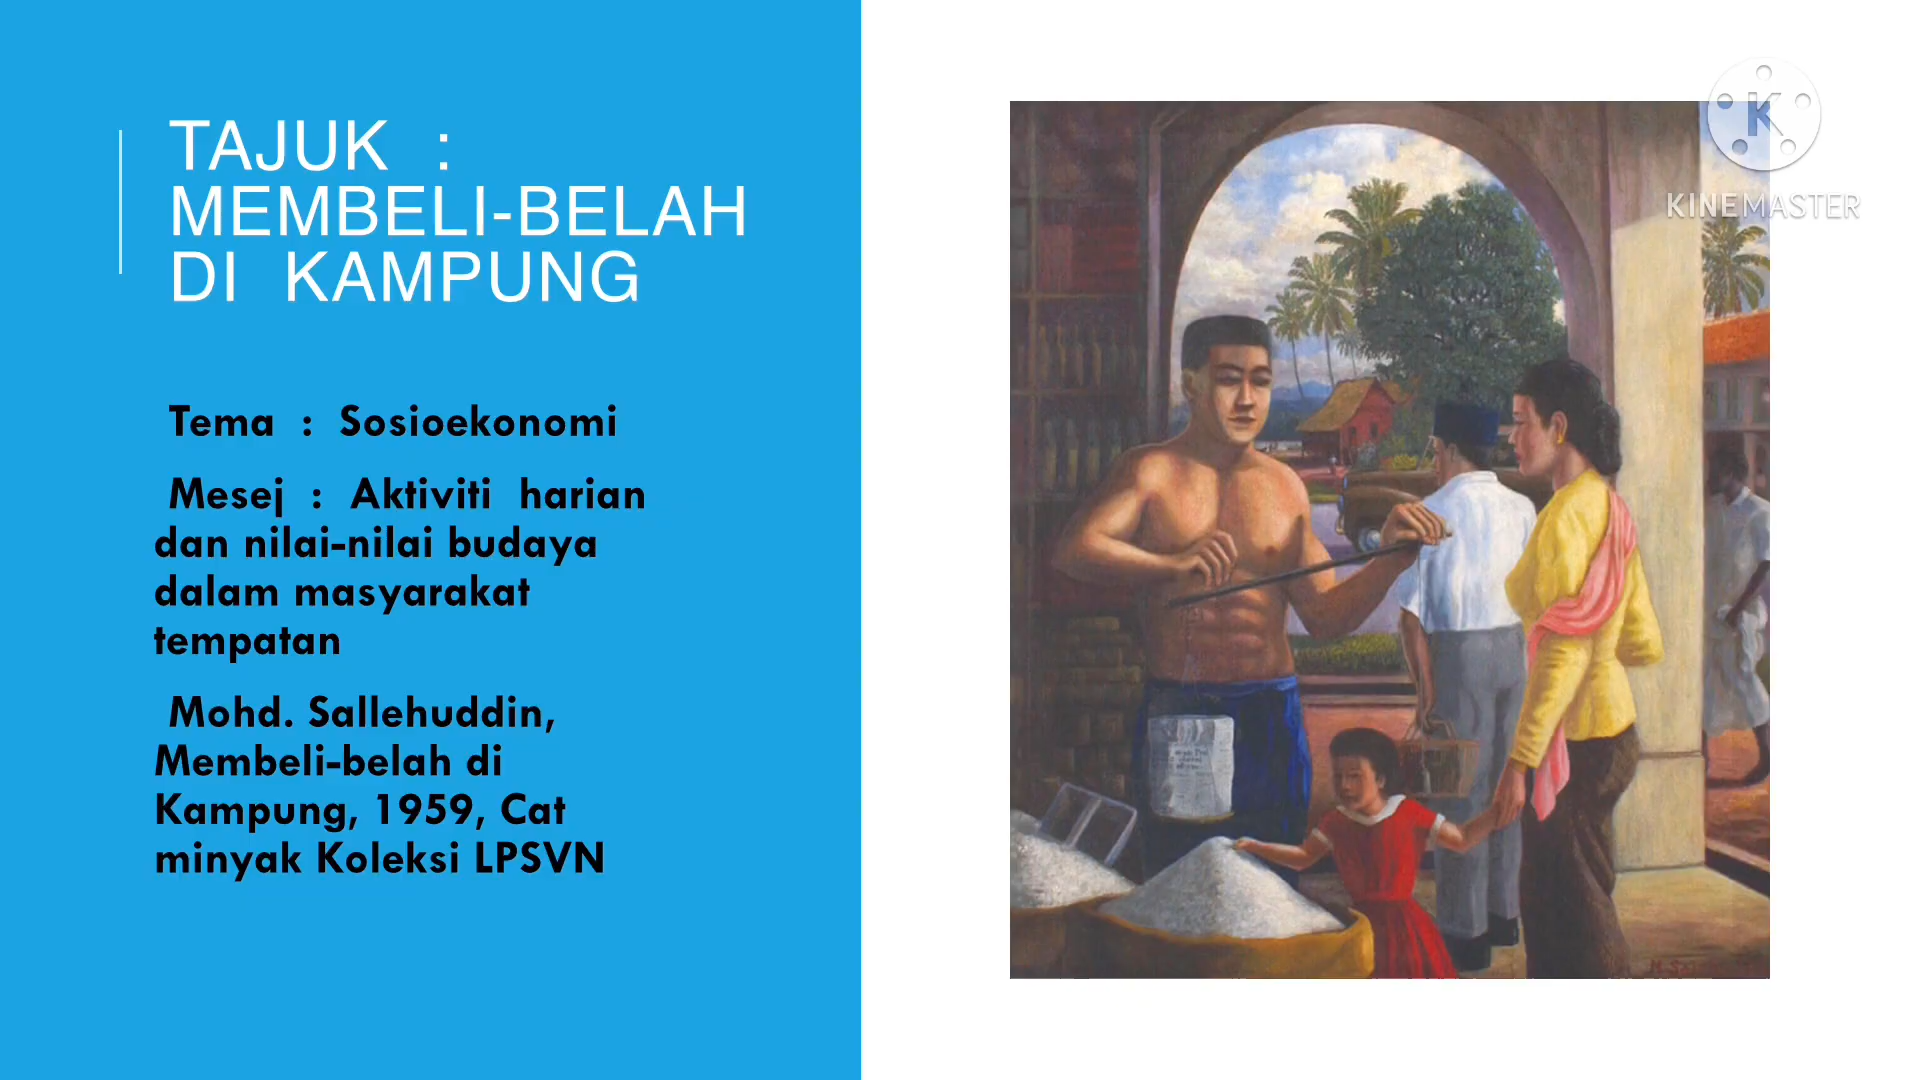 TAJUK :
MEMBELI-BELAH
DI KAMPUNG
Tema : Sosioekonomi
Mesej : Aktiviti harian
dan nilai-nilai budaya
dalam masyarakat
tempatan
Mohd. Sallehuddin,
Membeli-belah di
Kampung, 1959, Cat
minyak Koleksi LPSVN
K
KINEMASTER